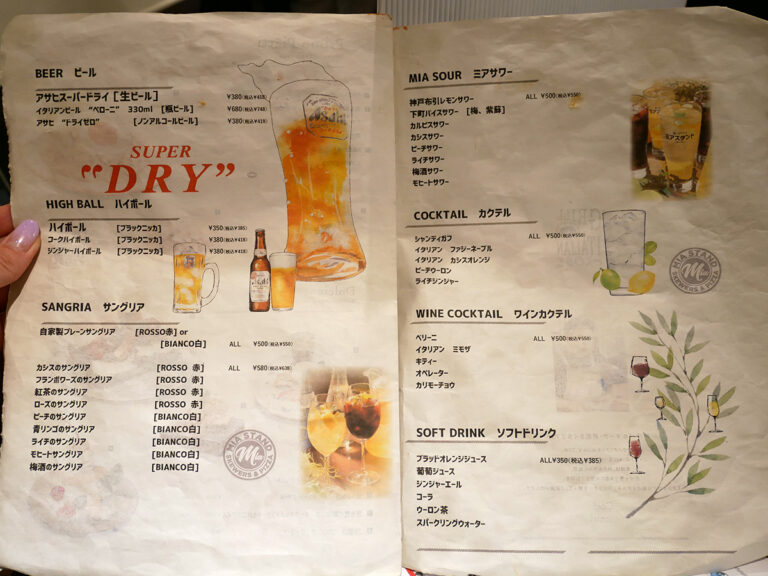 BEER ビール
アサヒスーパードライ [生ビール] ¥380(税込¥418)
イタリアンビール “ペローニ” 330ml [瓶ビール] ¥680(税込¥748)
アサヒ “ドライゼロ” [ノンアルコールビール] ¥380(税込¥418)
SUPER
“DRY”
HIGH BALL ハイボール
ハイボール [ブラックニッカ] ¥350(税込¥385)
コークハイボール [ブラックニッカ] ¥380(税込¥418)
ジンジャーハイボール [ブラックニッカ] ¥380(税込¥418)
SANGRIA サングリア
自家製プレーンサングリア [ROSSO赤] or
[BIANCO白] ALL ¥500(税込¥550)
カシスのサングリア [ROSSO 赤] ALL ¥580(税込¥638)
フランボワーズのサングリア [ROSSO 赤]
紅茶のサングリア [ROSSO 赤]
ローズのサングリア [ROSSO 赤]
ピーチのサングリア [BIANCO白]
青リンゴのサングリア [BIANCO白]
ライチのサングリア [BIANCO白]
モヒートサングリア [BIANCO白]
梅酒のサングリア [BIANCO白]
MIA STAND
M
SKEWERS & PIZZA
Asahi
MIA SOUR ミアサワー
神戸布引レモンサワー ALL ¥500(税込¥550)
下町バイスサワー [梅、紫蘇]
カルピスサワー
カシスサワー
ピーチサワー
ライチサワー
梅酒サワー
モヒートサワー
ミアスタンド
COCKTAIL カクテル
シャンディガフ ALL ¥500(税込¥550)
イタリアン ファジーネーブル
イタリアン カシスオレンジ
ピーチウーロン
ライチジンジャー
MIA STAND
M
SKEWERS & PIZZA
WINE COCKTAIL ワインカクテル
ベリーニ ALL ¥500(税込¥550)
イタリアン ミモザ
キティー
オペレーター
カリモーチョウ
SOFT DRINK ソフトドリンク
ブラッドオレンジジュース ALL¥350(税込¥385)
葡萄ジュース
ジンジャーエール
コーラ
ウーロン茶
スパークリングウォーター